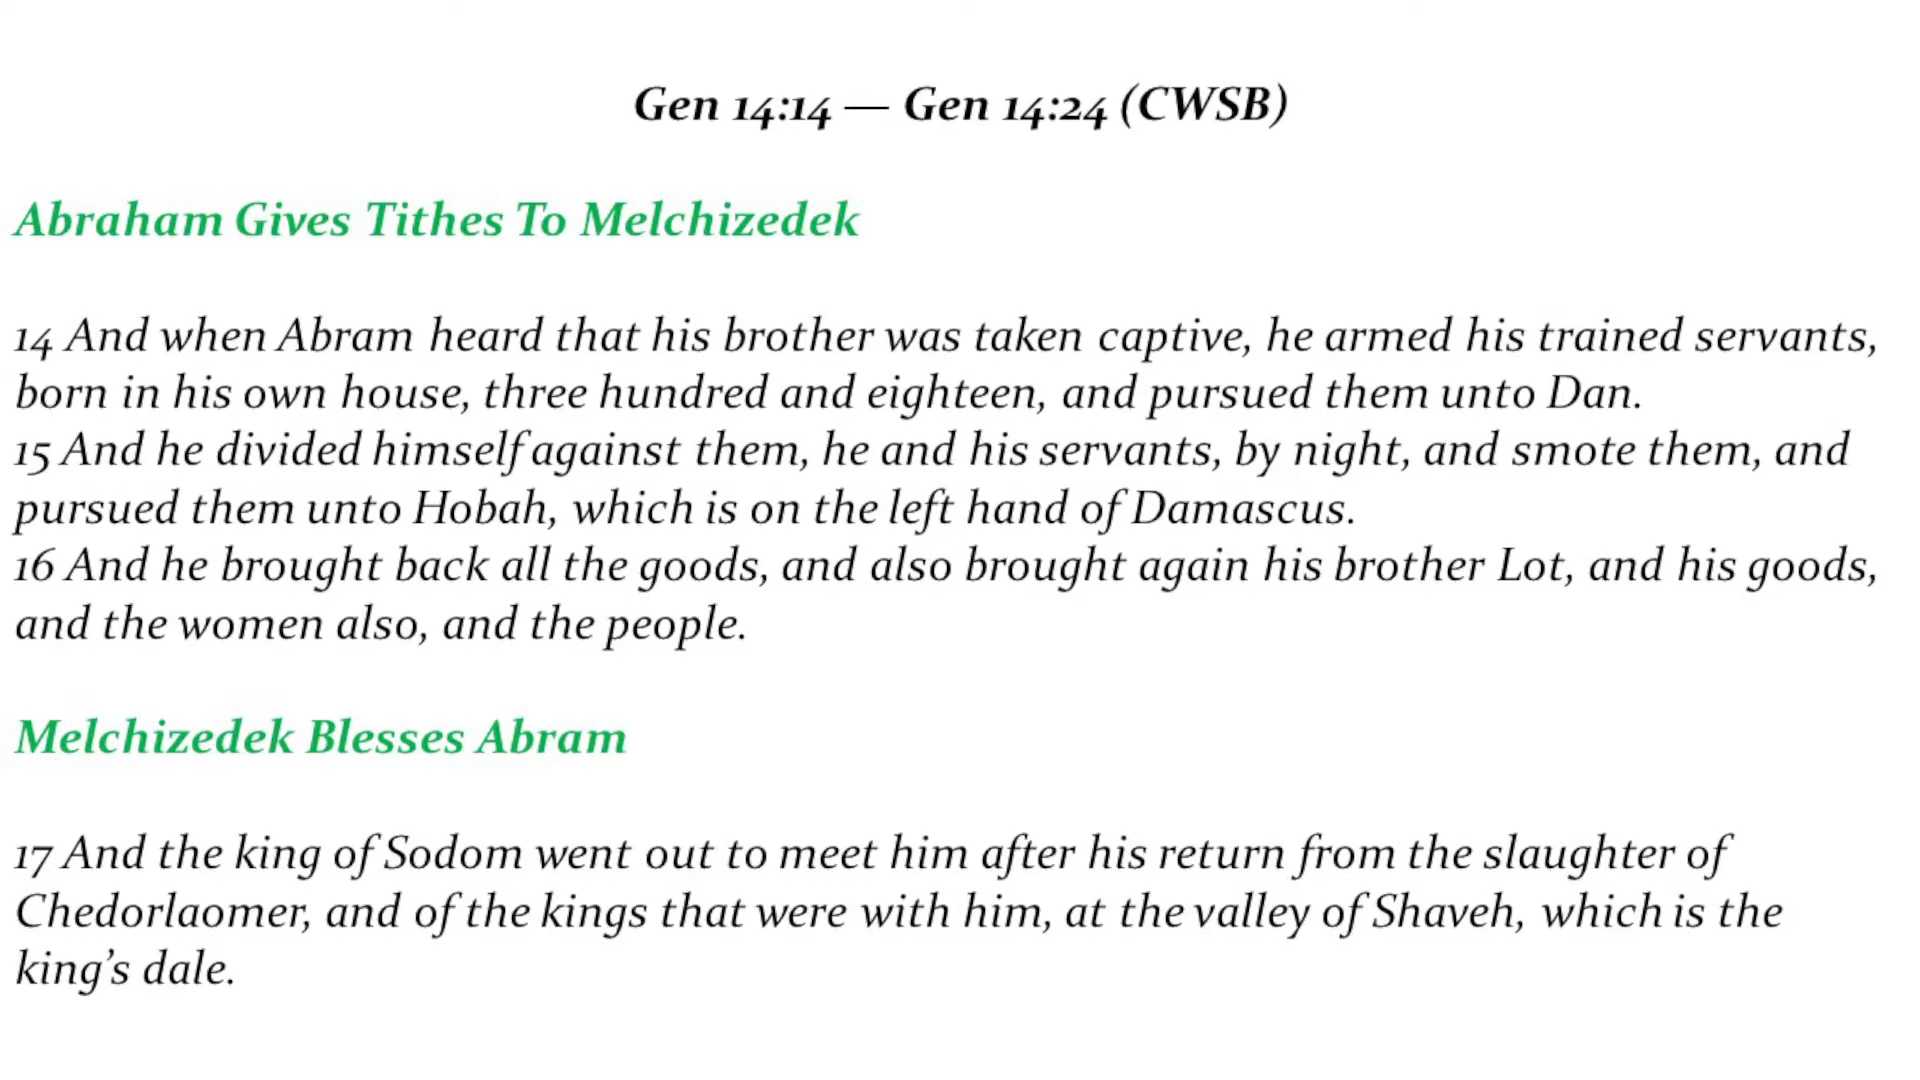 Gen 14:14 — Gen 14:24 (CWSB)
Abraham Gives Tithes To Melchizedek
14 And when Abram heard that his brother was taken captive, he armed his trained servants,
born in his own house, three hundred and eighteen, and pursued them unto Dan.
15 And he divided himself against them, he and his servants, by night, and smote them, and
pursued them unto Hobah, which is on the left hand of Damascus.
16 And he brought back all the goods, and also brought again his brother Lot, and his goods,
and the women also, and the people.
Melchizedek Blesses Abram
17 And the king of Sodom went out to meet him after his return from the slaughter of
Chedorlaomer, and of the kings that were with him, at the valley of Shaveh, which is the
king’s dale.